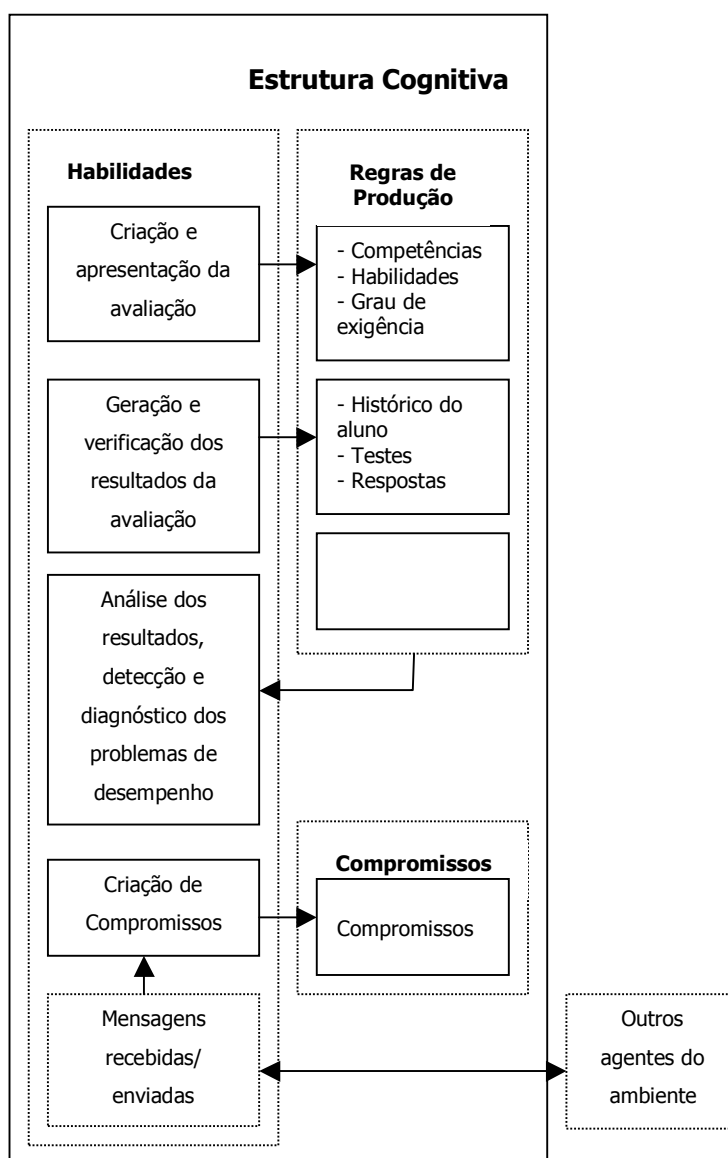 Estrutura Cognitiva
Habilidades
Regras de
Produção
Criação e
apresentação da
avaliação
- Competências
- Habilidades
- Grau de
exigência
Geração e
verificação dos
resultados da
avaliação
- Histórico do
aluno
- Testes
- Respostas
Análise dos
resultados,
detecção e
diagnóstico dos
problemas de
desempenho
Criação de
Compromissos
Compromissos
Compromissos
Mensagens
recebidas/
enviadas
Outros
agentes do
ambiente